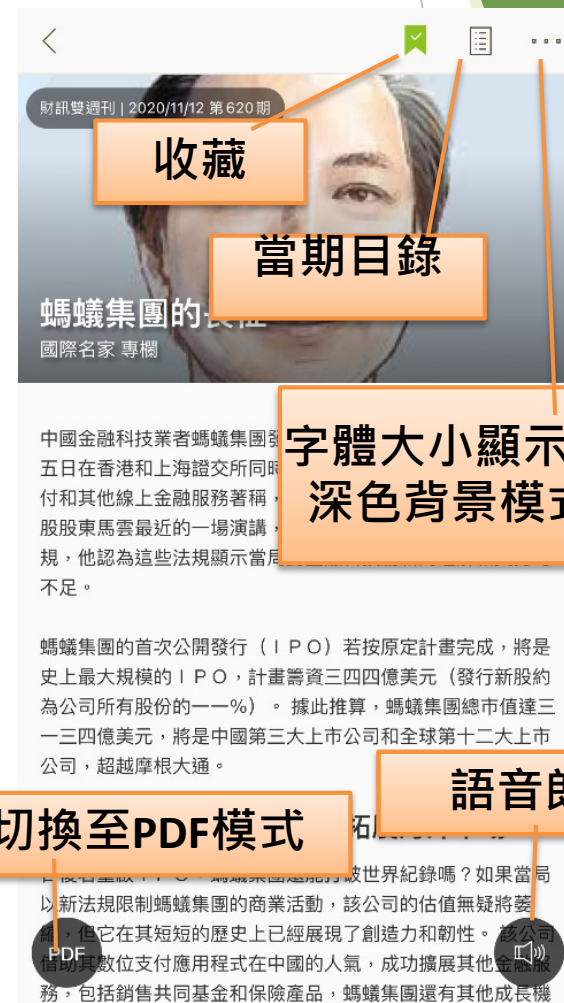 財訊雙週刊 | 2020/11/12 第620期
收藏
當期目錄
螞蟻集團的
國際名家 專欄
字體大小顯示
深色背景模式
中國金融科技業者螞蟻集團
五日在香港和上海證交所同時
付和其他線上金融服務著稱，
股股東馬雲最近的一場演講，
規，他認為這些法規顯示當局
不足。
螞蟻集團的首次公開發行（ＩＰＯ）若按原定計畫完成，將是
史上最大規模的ＩＰＯ，計畫籌資三四四億美元（發行新股約
為公司所有股份的一一%）。據此推算，螞蟻集團總市值達三
一三四億美元，將是中國第三大上市公司和全球第十二大上市
公司，超越摩根大通。
語音朗
切換至PDF模式
破世界紀錄嗎？如果當局
以新法規限制螞蟻集團的商業活動，該公司的估值無疑將萎
縮，但它在其短短的歷史上已經展現了創造力和韌性。該公司
借助其數位支付應用程式在中國的人氣，成功擴展其他金融服
務，包括銷售共同基金和保險產品，螞蟻集團還有其他成長機
PDF